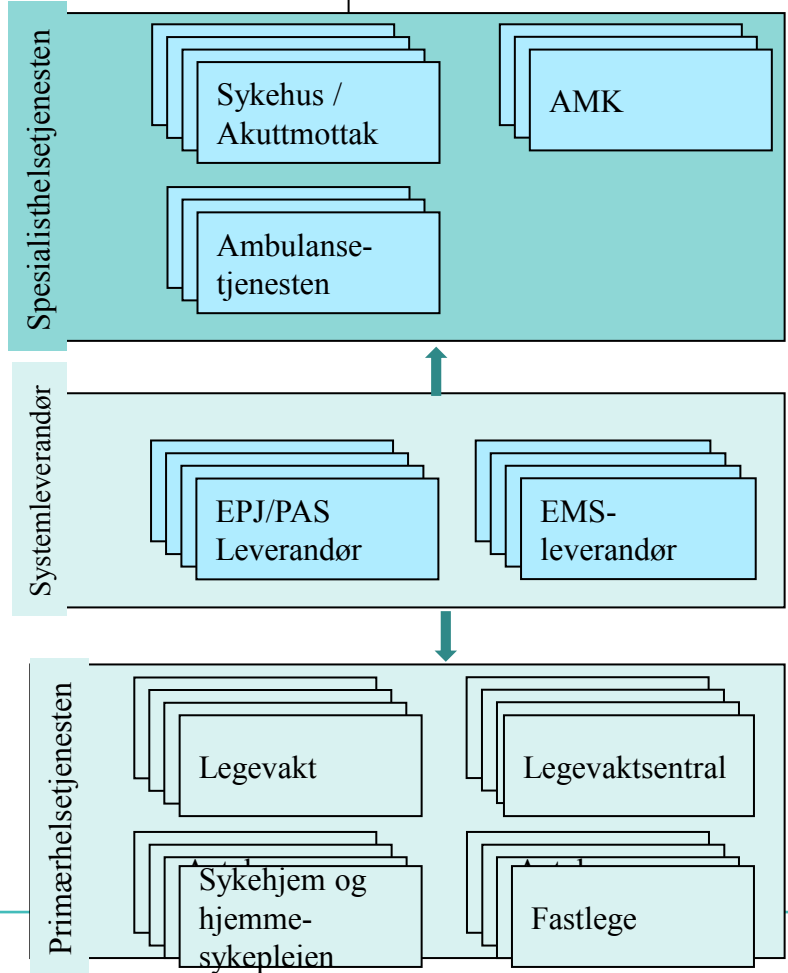 Spesialisthelsetjenesten
Sykehus /
Akuttmottak
AMK
Ambulanse-
tjenesten
Systemleverandør
EPJ/PAS
Leverandør
EMS-
leverandør
Primærhelsetjenesten
Legevakt
Legevaktsentral
Sykehjem og
hjemme-
sykepleien
Fastlege